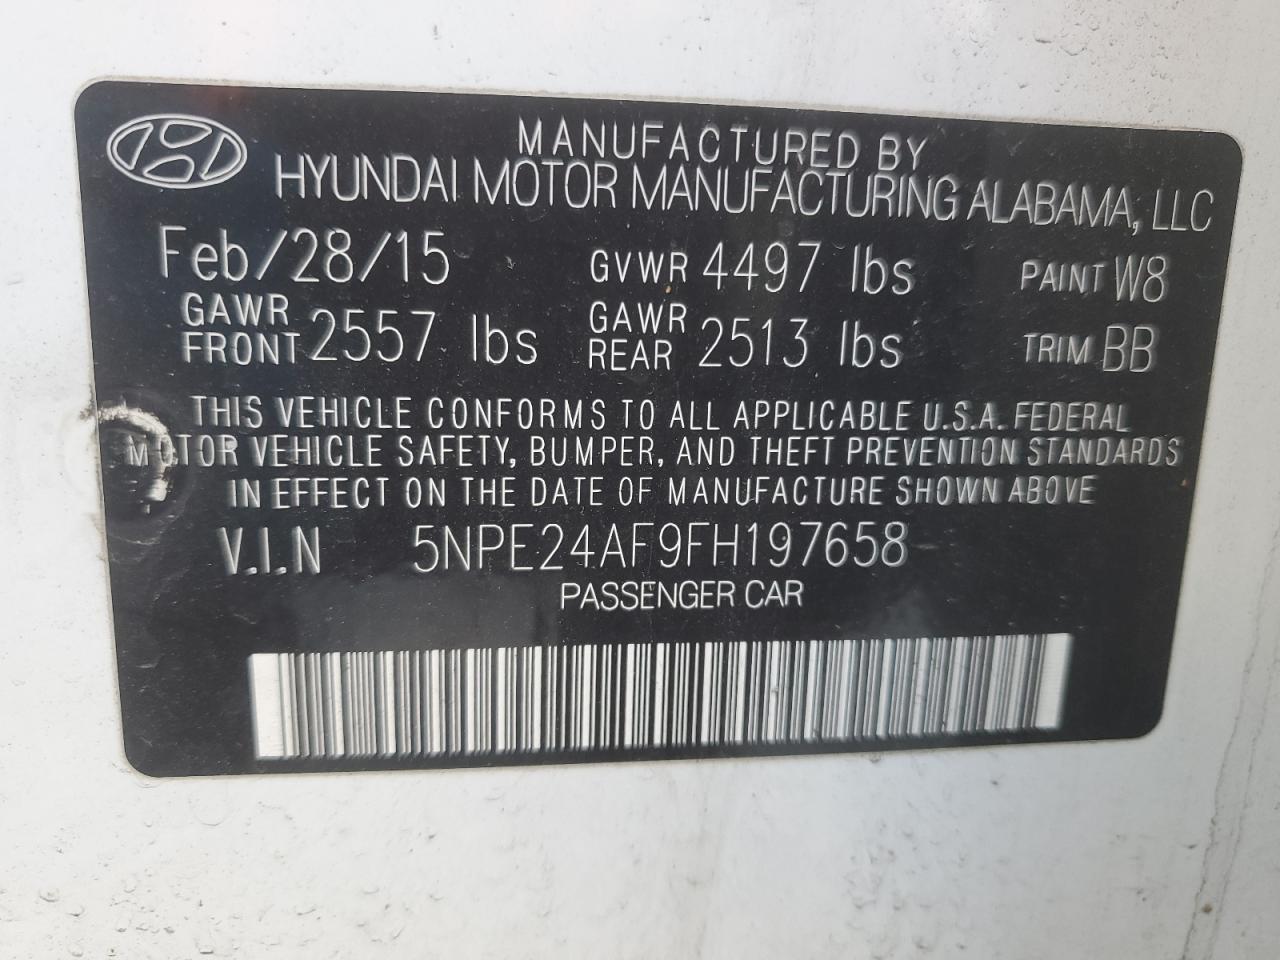 MANUFACTURED BY
HYUNDAI MOTOR MANUFACTURING ALABAMA, LLC
Feb/28/15 GVWR 4497 lbs PAINT W8
GAWR FRONT 2557 lbs GAWR REAR 2513 lbs TRIM BB
THIS VEHICLE CONFORMS TO ALL APPLICABLE U.S.A. FEDERAL
MOTOR VEHICLE SAFETY, BUMPER, AND THEFT PREVENTION STANDARDS
IN EFFECT ON THE DATE OF MANUFACTURE SHOWN ABOVE
V.I.N 5NPE24AF9FH197658
PASSENGER CAR